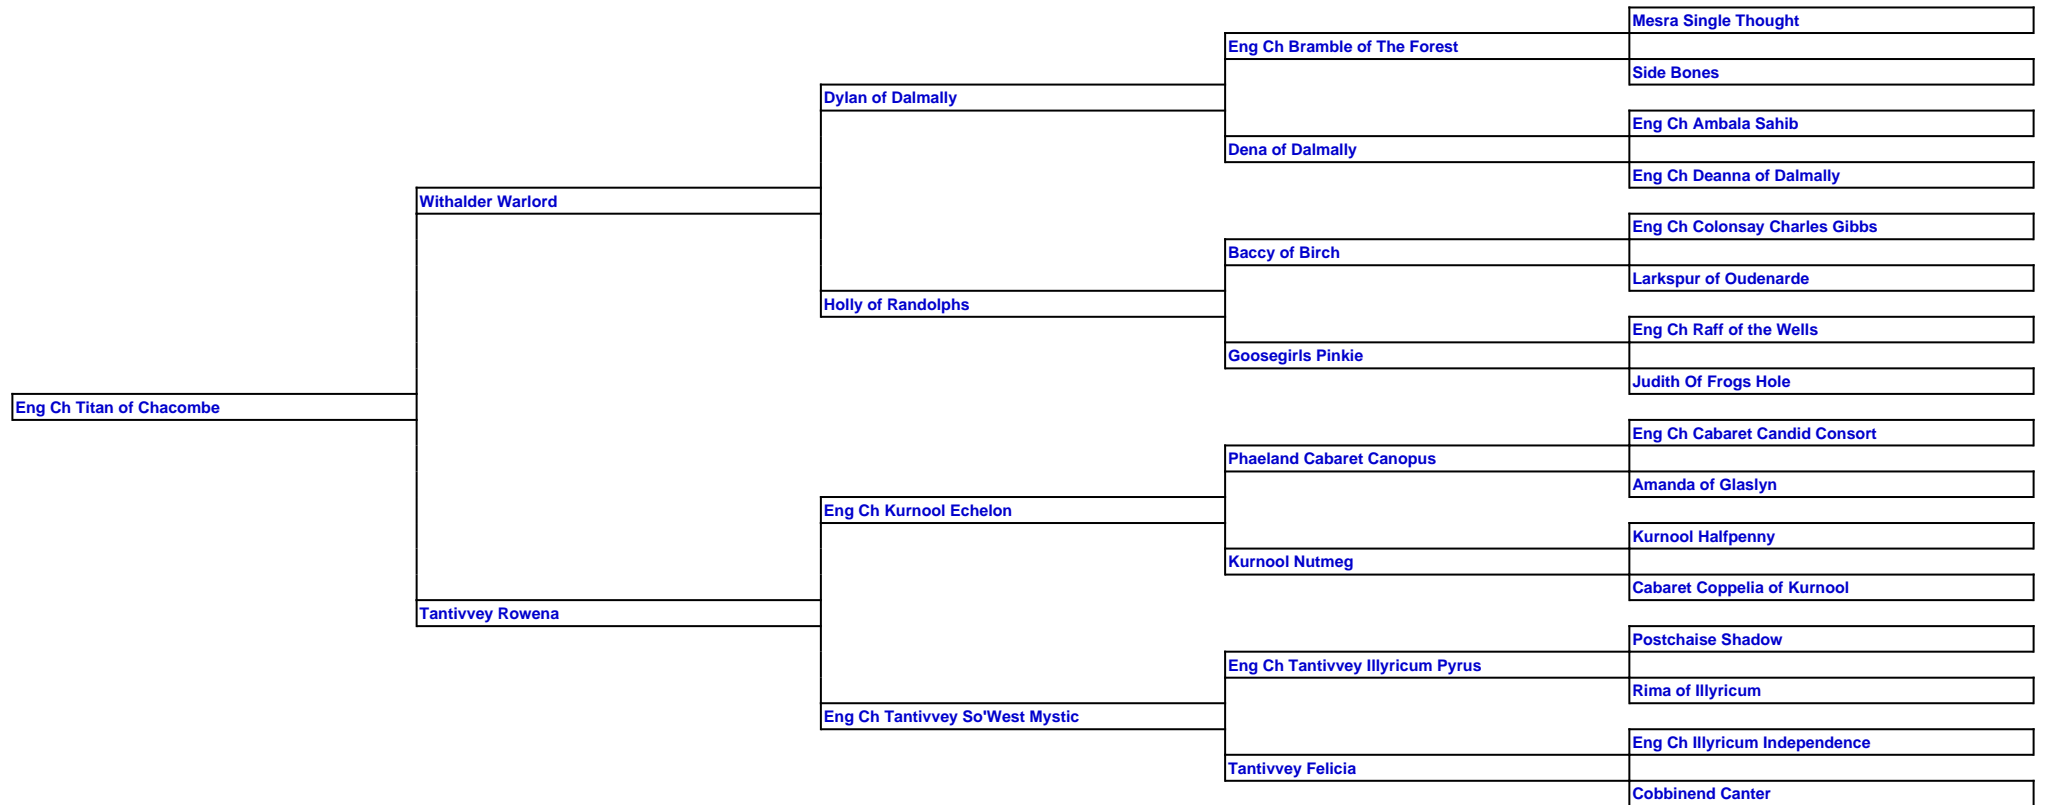 Mesra Single Thought
Eng Ch Bramble of The Forest
Side Bones
Dylan of Dalmally
Eng Ch Ambala Sahib
Dena of Dalmally
Eng Ch Deanna of Dalmally
Withalder Warlord
Eng Ch Colonsay Charles Gibbs
Baccy of Birch
Larkspur of Oudenarde
Holly of Randolphs
Eng Ch Raff of the Wells
Goosegirls Pinkie
Judith Of Frogs Hole
Eng Ch Titan of Chacombe
Eng Ch Cabaret Candid Consort
Phaeland Cabaret Canopus
Amanda of Glaslyn
Eng Ch Kurnool Echelon
Kurnool Halfpenny
Kurnool Nutmeg
Cabaret Coppelia of Kurnool
Tantivvey Rowena
Postchaise Shadow
Eng Ch Tantivvey Illyricum Pyrus
Rima of Illyricum
Eng Ch Tantivvey So'West Mystic
Eng Ch Illyricum Independence
Tantivvey Felicia
Cobbinend Canter